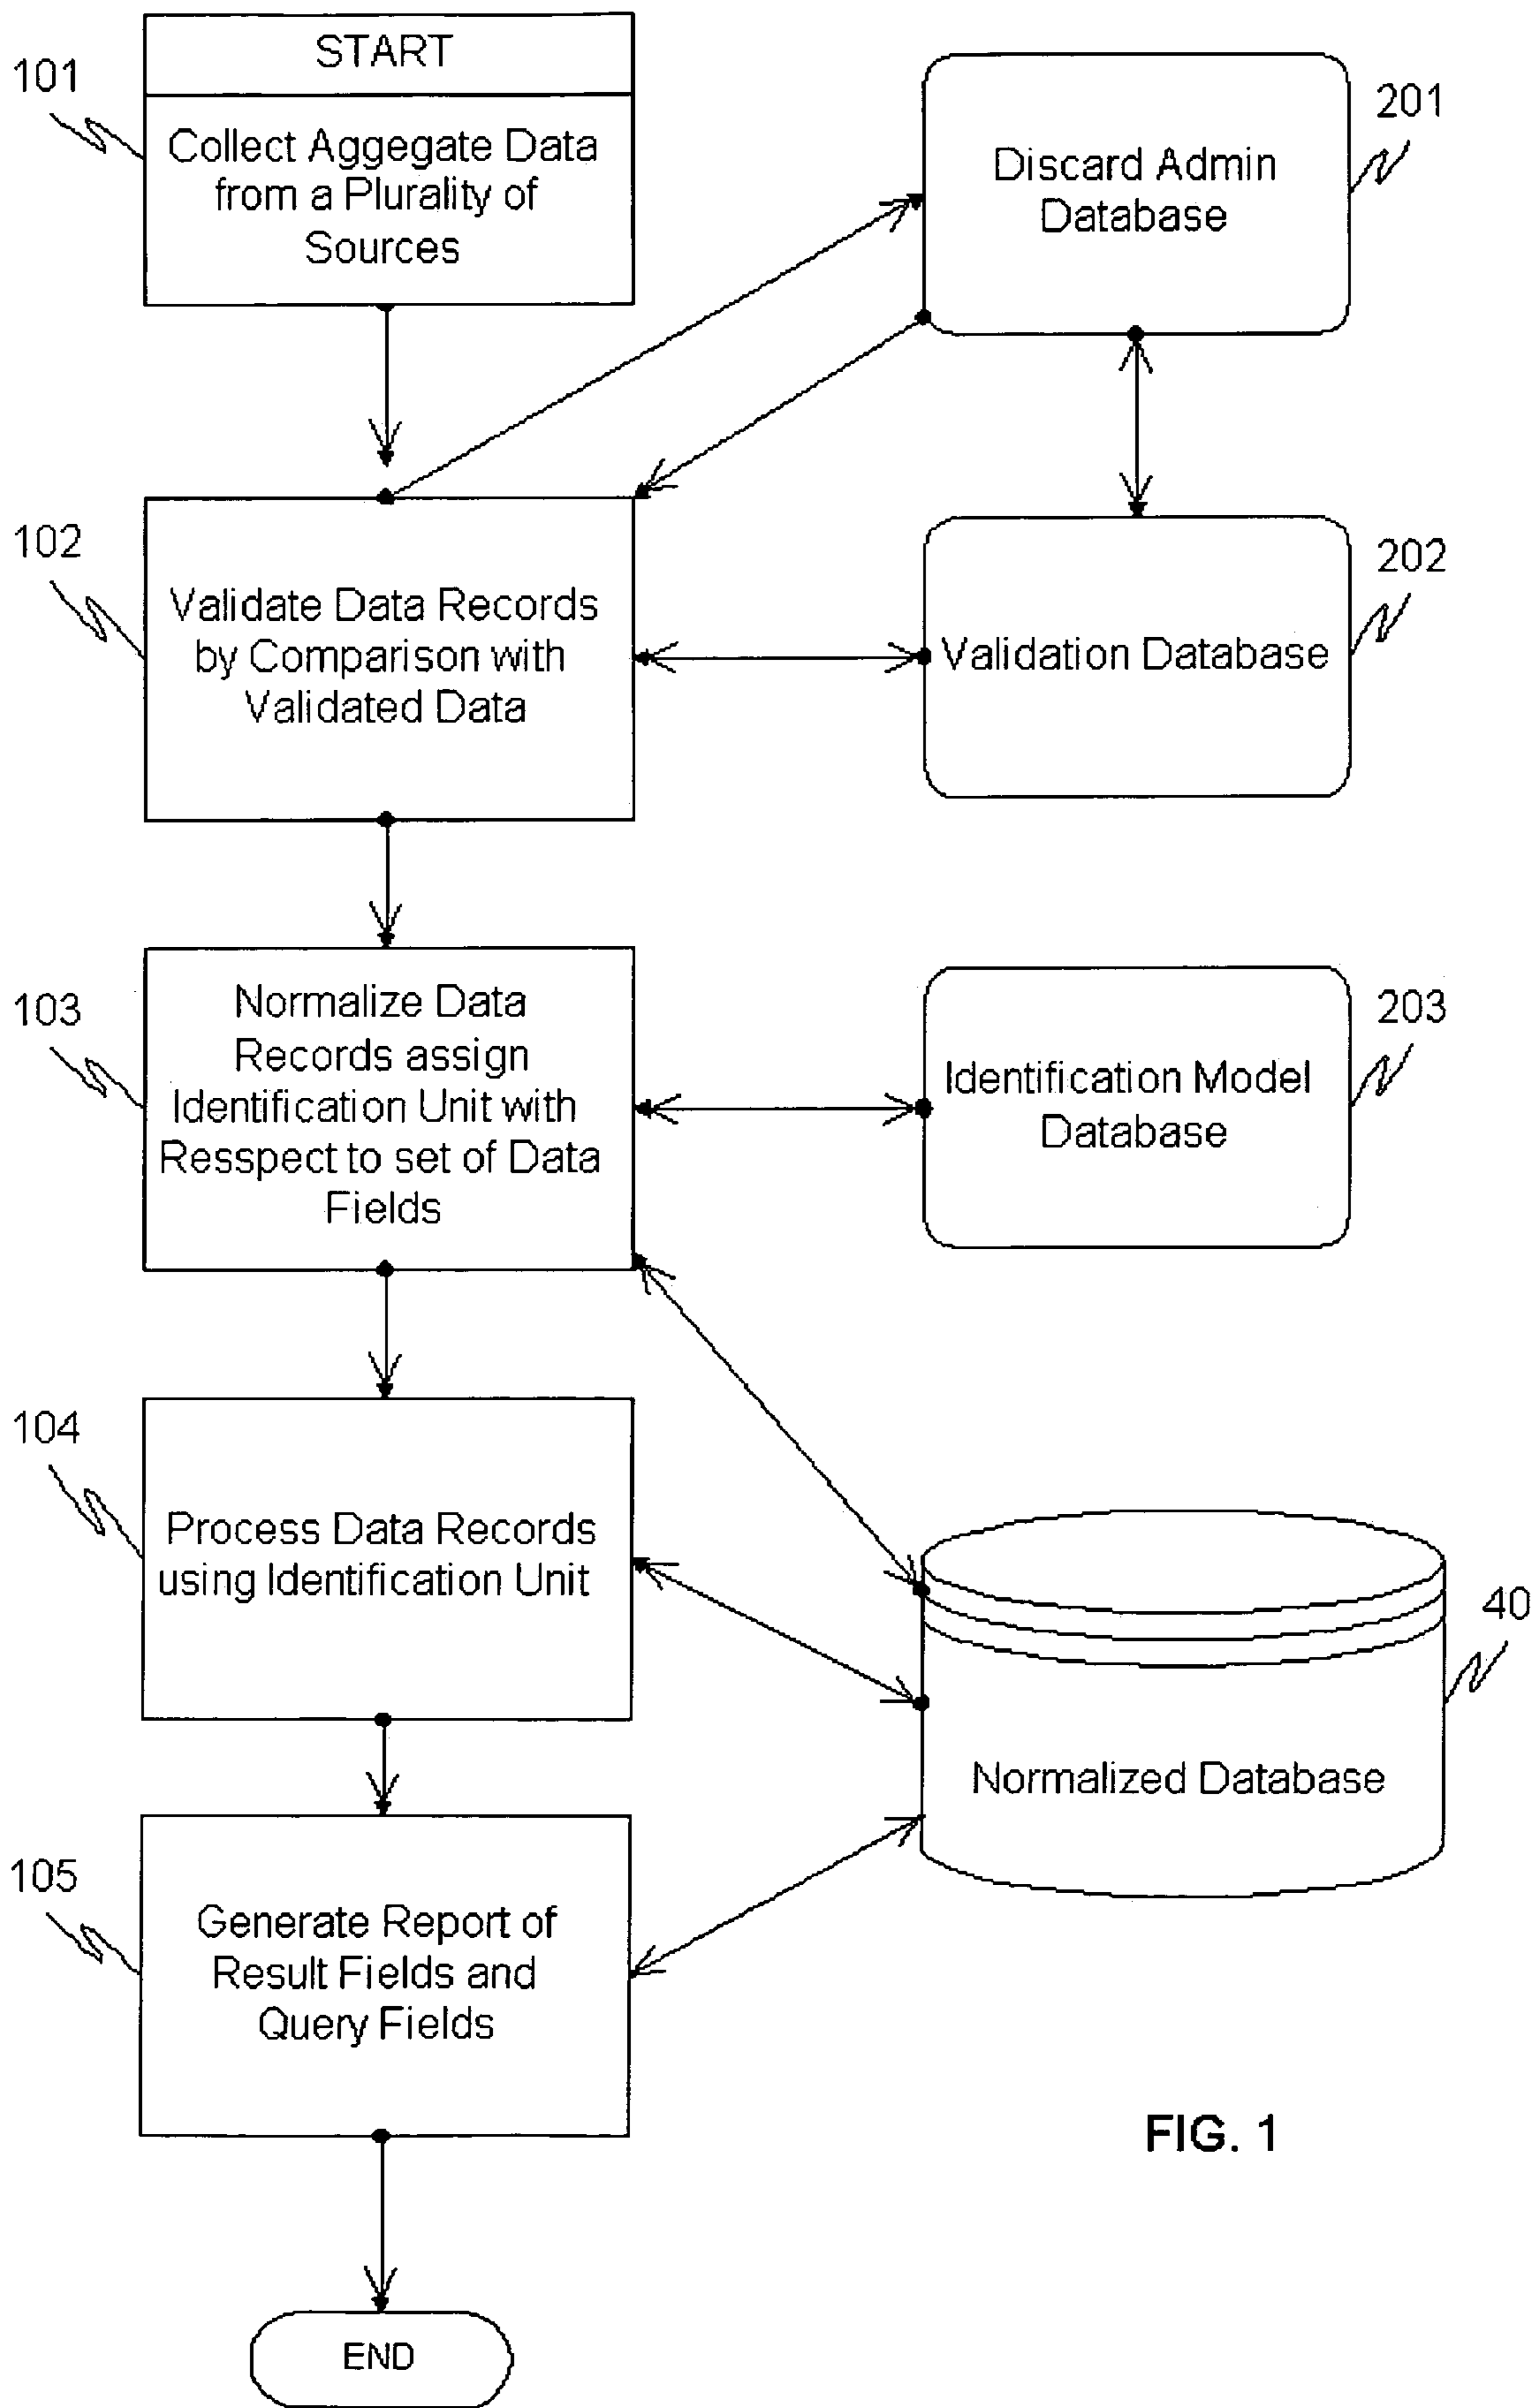 START
101
Collect Aggegate Data
from a Plurality of
Sources
201
Discard Admin
Database
102
Validate Data Records
by Comparison with
Validated Data
202
Validation Database
103
Normalize Data
Records assign
Identification Unit with
Resspect to set of Data
Fields
203
Identification Model
Database
104
Process Data Records
using Identification Unit
40
Normalized Database
105
Generate Report of
Result Fields and
Query Fields
FIG. 1
END